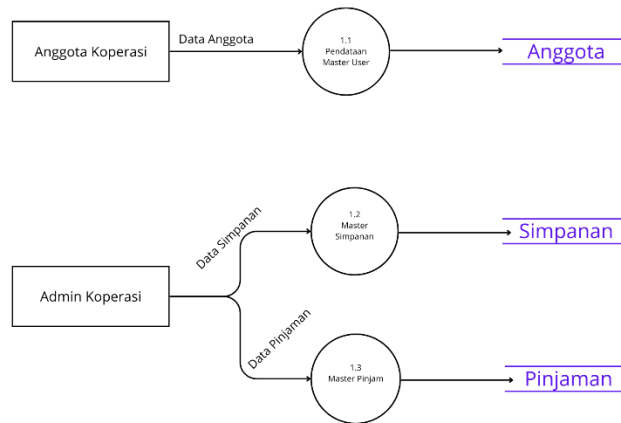 Anggota Koperasi
Data Anggota
1.1
Pendataan
Master User
Anggota
Admin Koperasi
Data Simpanan
1.2
Master
Simpanan
Simpanan
Data Pinjaman
1.3
Master Pinjam
Pinjaman